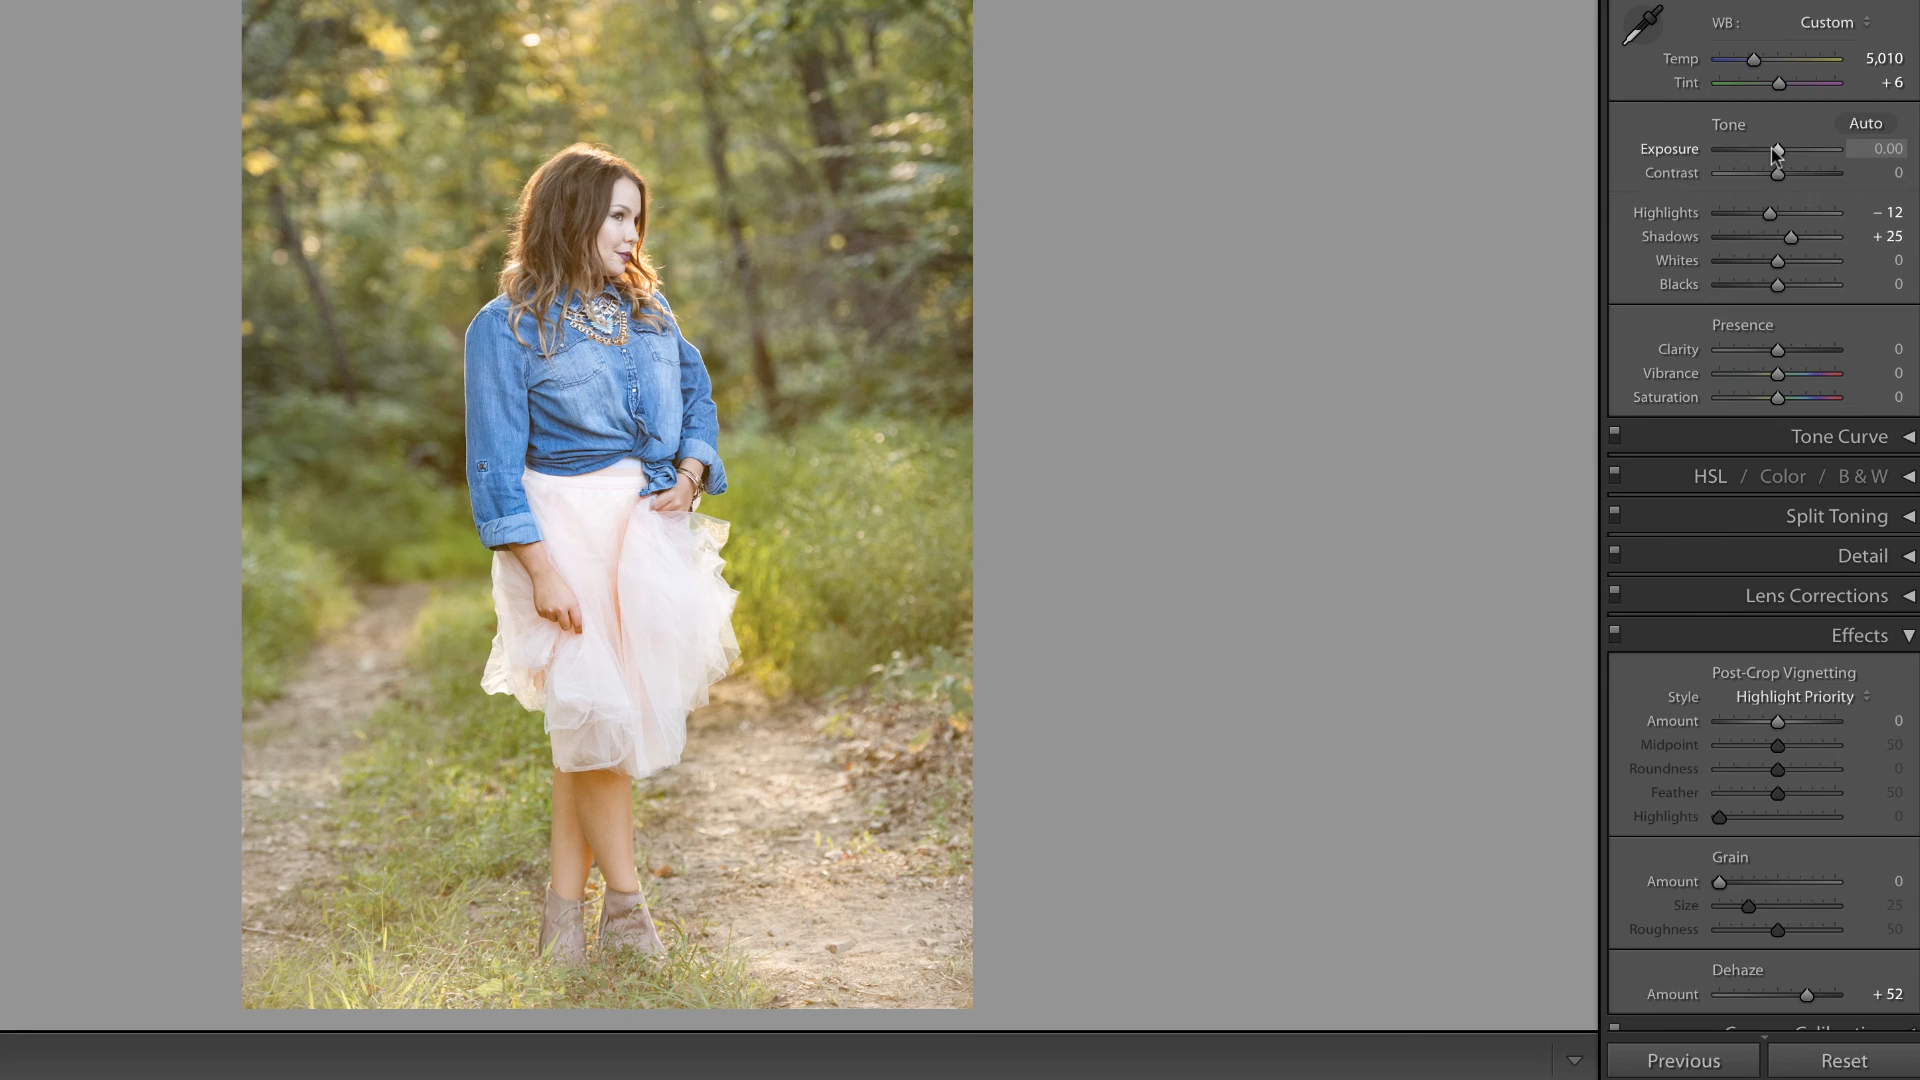 WB : Custom
Temp 5,010
Tint + 6
Tone Auto
Exposure 0.00
Contrast 0
Highlights – 12
Shadows + 25
Whites 0
Blacks 0
Presence
Clarity 0
Vibrance 0
Saturation 0
Tone Curve
HSL / Color / B & W
Split Toning
Detail
Lens Corrections
Effects
Post-Crop Vignetting
Style Highlight Priority
Amount 0
Midpoint 50
Roundness 0
Feather 50
Highlights 0
Grain
Amount 0
Size 25
Roughness 50
Dehaze
Amount + 52
Previous Reset